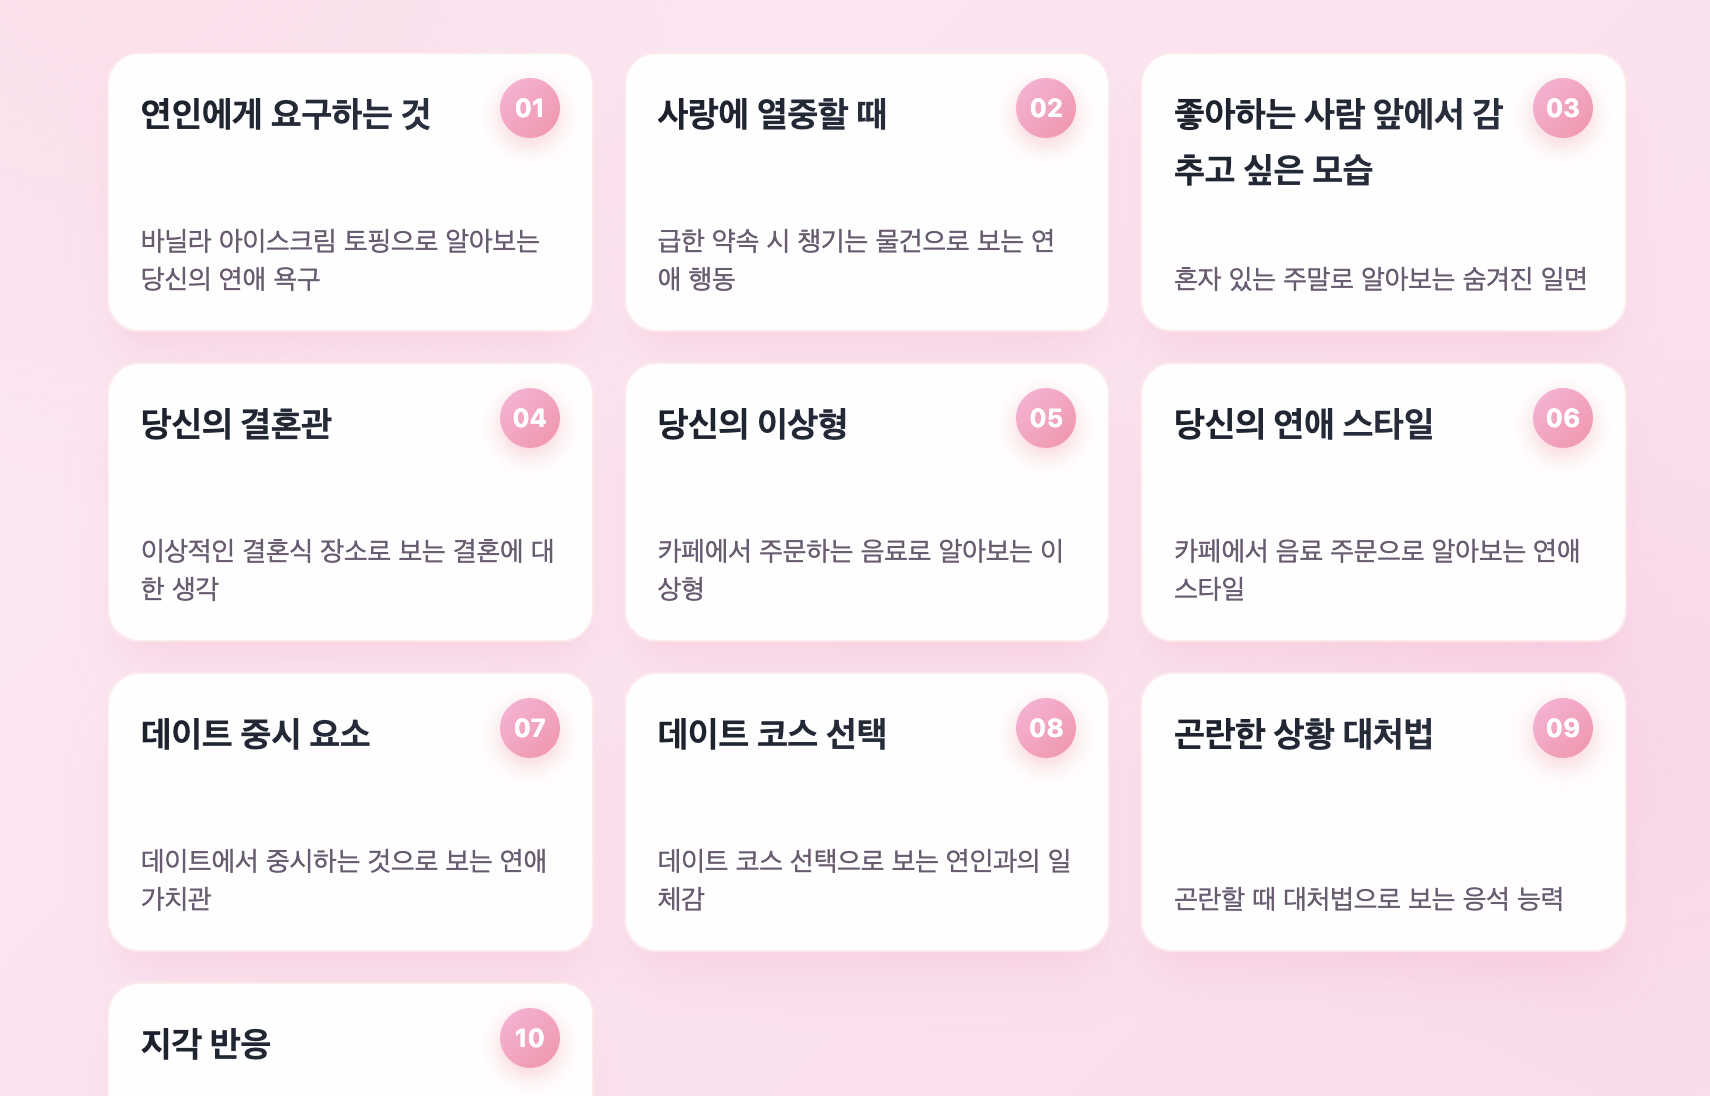 연인에게 요구하는 것
01
바닐라 아이스크림 토핑으로 알아보는
당신의 연애 욕구
사랑에 열중할 때
02
급한 약속 시 챙기는 물건으로 보는 연
애 행동
좋아하는 사람 앞에서 감
추고 싶은 모습
03
혼자 있는 주말로 알아보는 숨겨진 일면
당신의 결혼관
04
이상적인 결혼식 장소로 보는 결혼에 대
한 생각
당신의 이상형
05
카페에서 주문하는 음료로 알아보는 이
상형
당신의 연애 스타일
06
카페에서 음료 주문으로 알아보는 연애
스타일
데이트 중시 요소
07
데이트에서 중시하는 것으로 보는 연애
가치관
데이트 코스 선택
08
데이트 코스 선택으로 보는 연인과의 일
체감
곤란한 상황 대처법
09
곤란할 때 대처법으로 보는 응석 능력
지각 반응
10